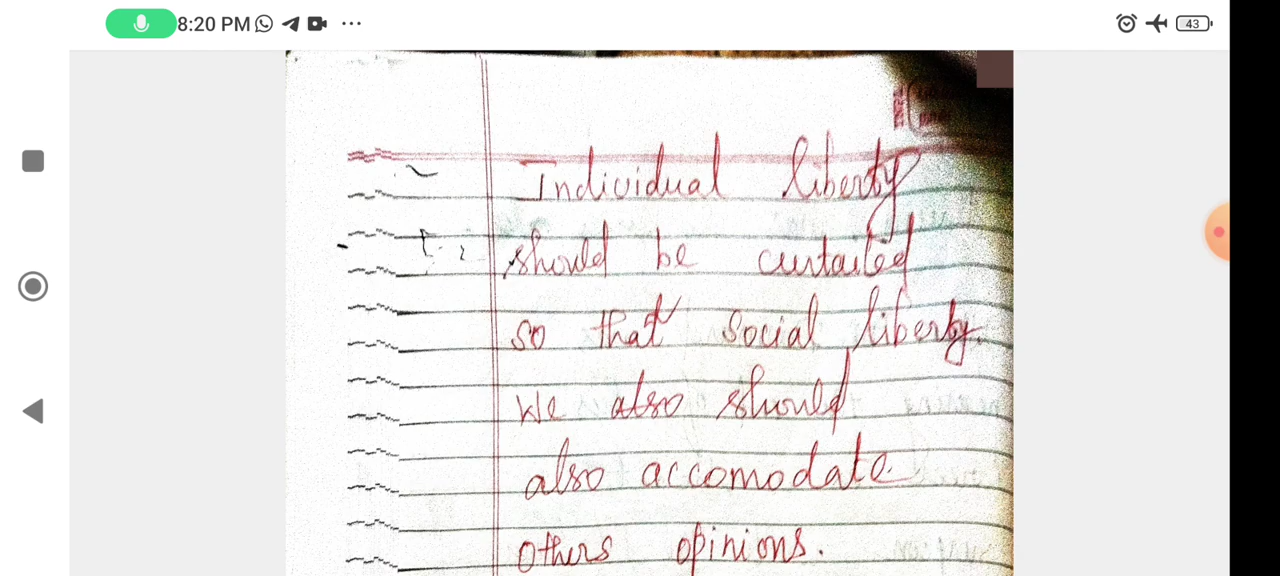 8:20 PM
43
Individual liberty
should be curtailed
so that social liberty.
We also should
also accomodate
others opinions.